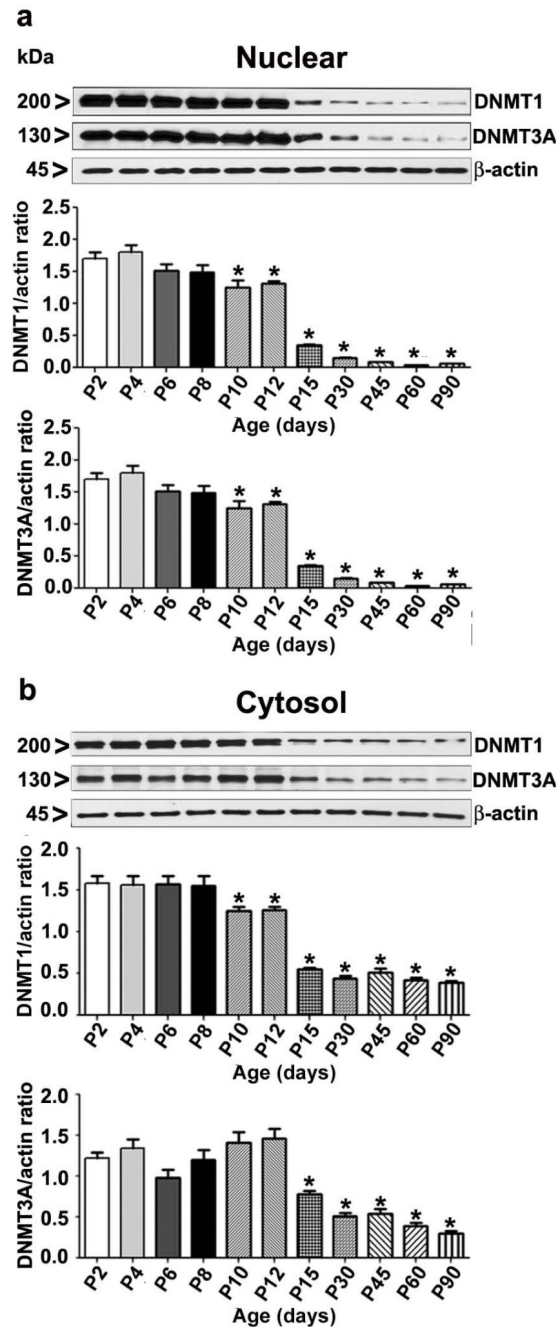 a
kDa Nuclear
200 > DNMT1
130 > DNMT3A
45 > β-actin
DNMT1/actin ratio
2.5
2.0
1.5
1.0
0.5
0.0
* * * * * * *
P2 P4 P6 P8 P10 P12 P15 P30 P45 P60 P90
Age (days)
DNMT3A/actin ratio
2.5
2.0
1.5
1.0
0.5
0.0
* * * * * * *
P2 P4 P6 P8 P10 P12 P15 P30 P45 P60 P90
Age (days)
b
Cytosol
200 > DNMT1
130 > DNMT3A
45 > β-actin
DNMT1/actin ratio
2.0
1.5
1.0
0.5
0.0
* * * * * * *
P2 P4 P6 P8 P10 P12 P15 P30 P45 P60 P90
Age (days)
DNMT3A/actin ratio
2.0
1.5
1.0
0.5
0.0
* * * * *
P2 P4 P6 P8 P10 P12 P15 P30 P45 P60 P90
Age (days)